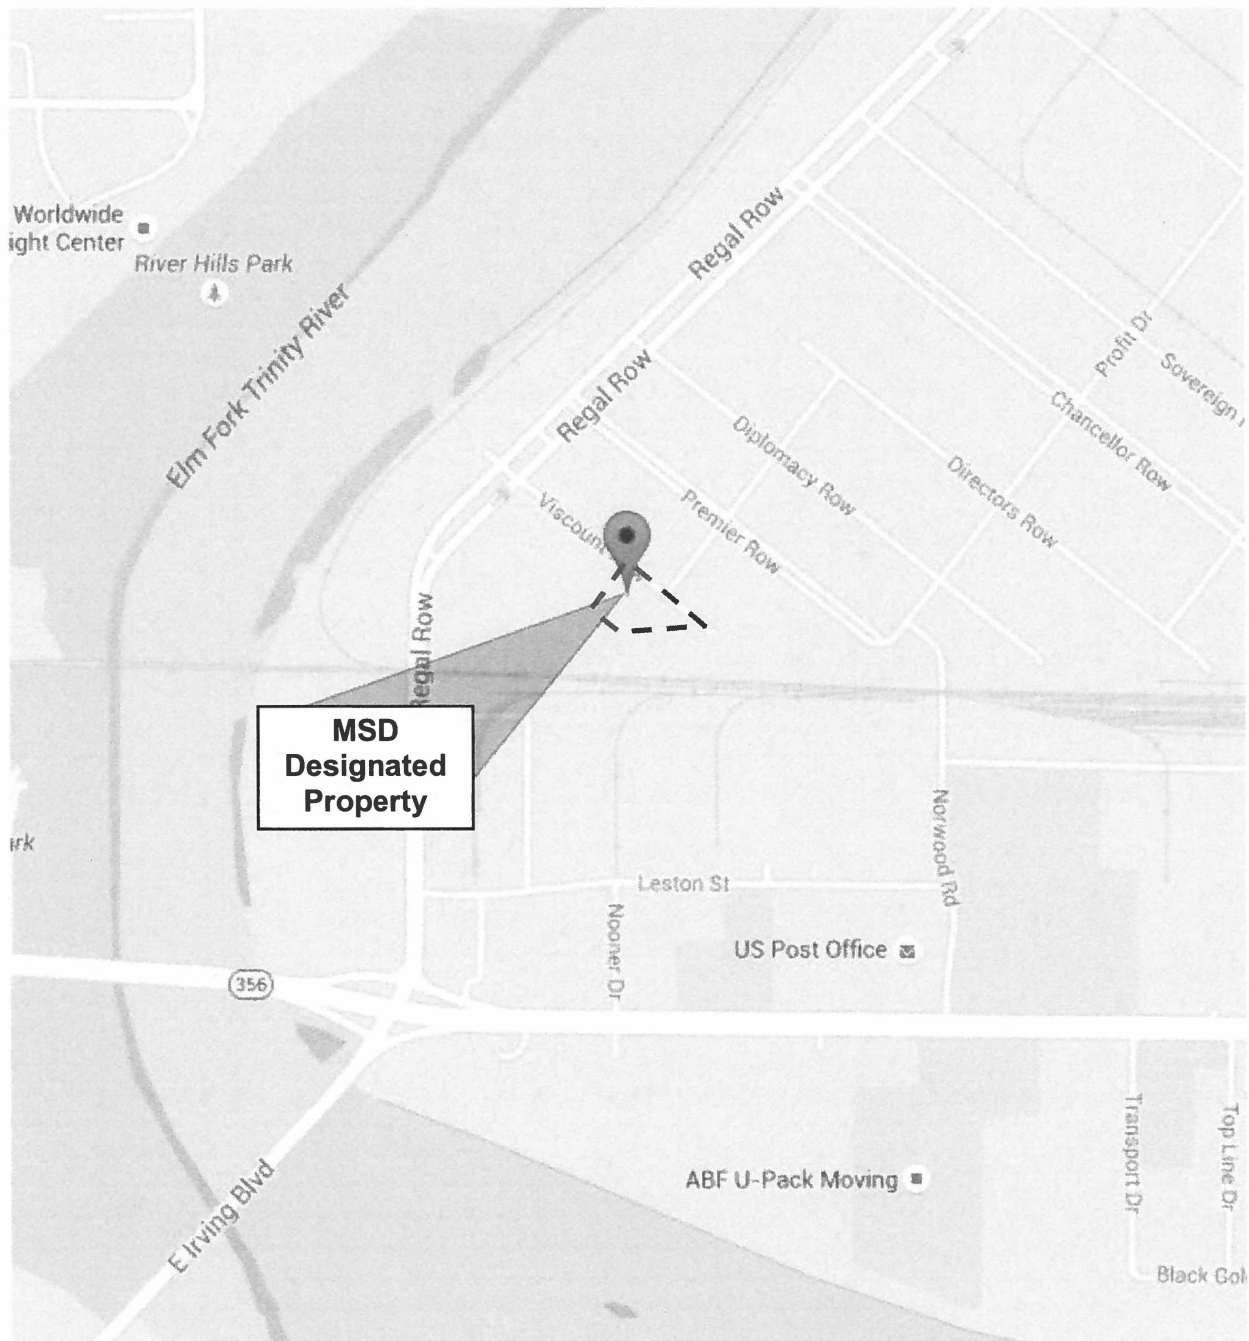 Worldwide
ight Center
River Hills Park
Elm Fork Trinity River
Regal Row
Regal Row
Profit Dr
Sovereign
Chancellor Row
Diplomacy Row
Directors Row
Viscount
Premier Row
Regal Row
MSD
Designated
Property
ark
Norwood Rd
Leston St
Nooner Dr
US Post Office
356
E Irving Blvd
ABF U-Pack Moving
Transport Dr
Top Line Dr
Black Gol